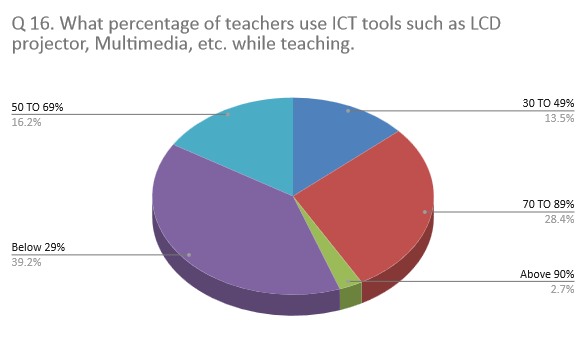 Q 16. What percentage of teachers use ICT tools such as LCD
projector, Multimedia, etc. while teaching.
50 TO 69%
16.2%
30 TO 49%
13.5%
70 TO 89%
28.4%
Below 29%
39.2%
Above 90%
2.7%